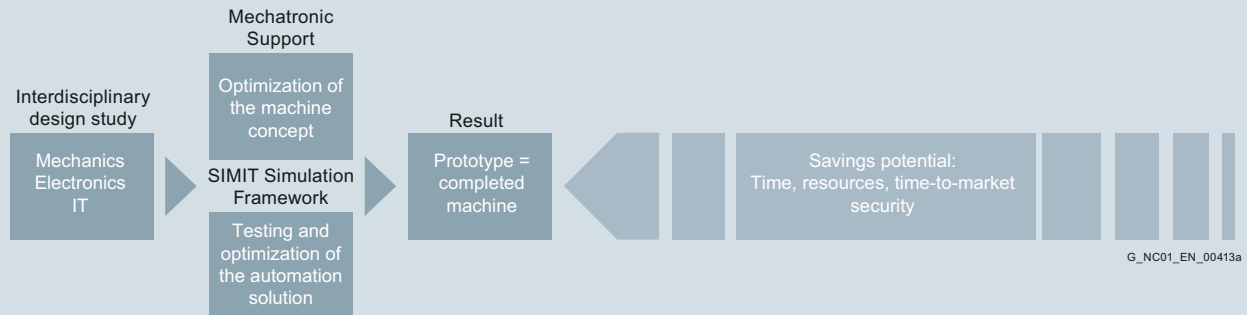 Interdisciplinary
design study
Mechanics
Electronics
IT
Mechatronic
Support
Optimization of
the machine
concept
SIMIT Simulation
Framework
Testing and
optimization of
the automation
solution
Result
Prototype =
completed
machine
Savings potential:
Time, resources, time-to-market
security
G_NC01_EN_00413a